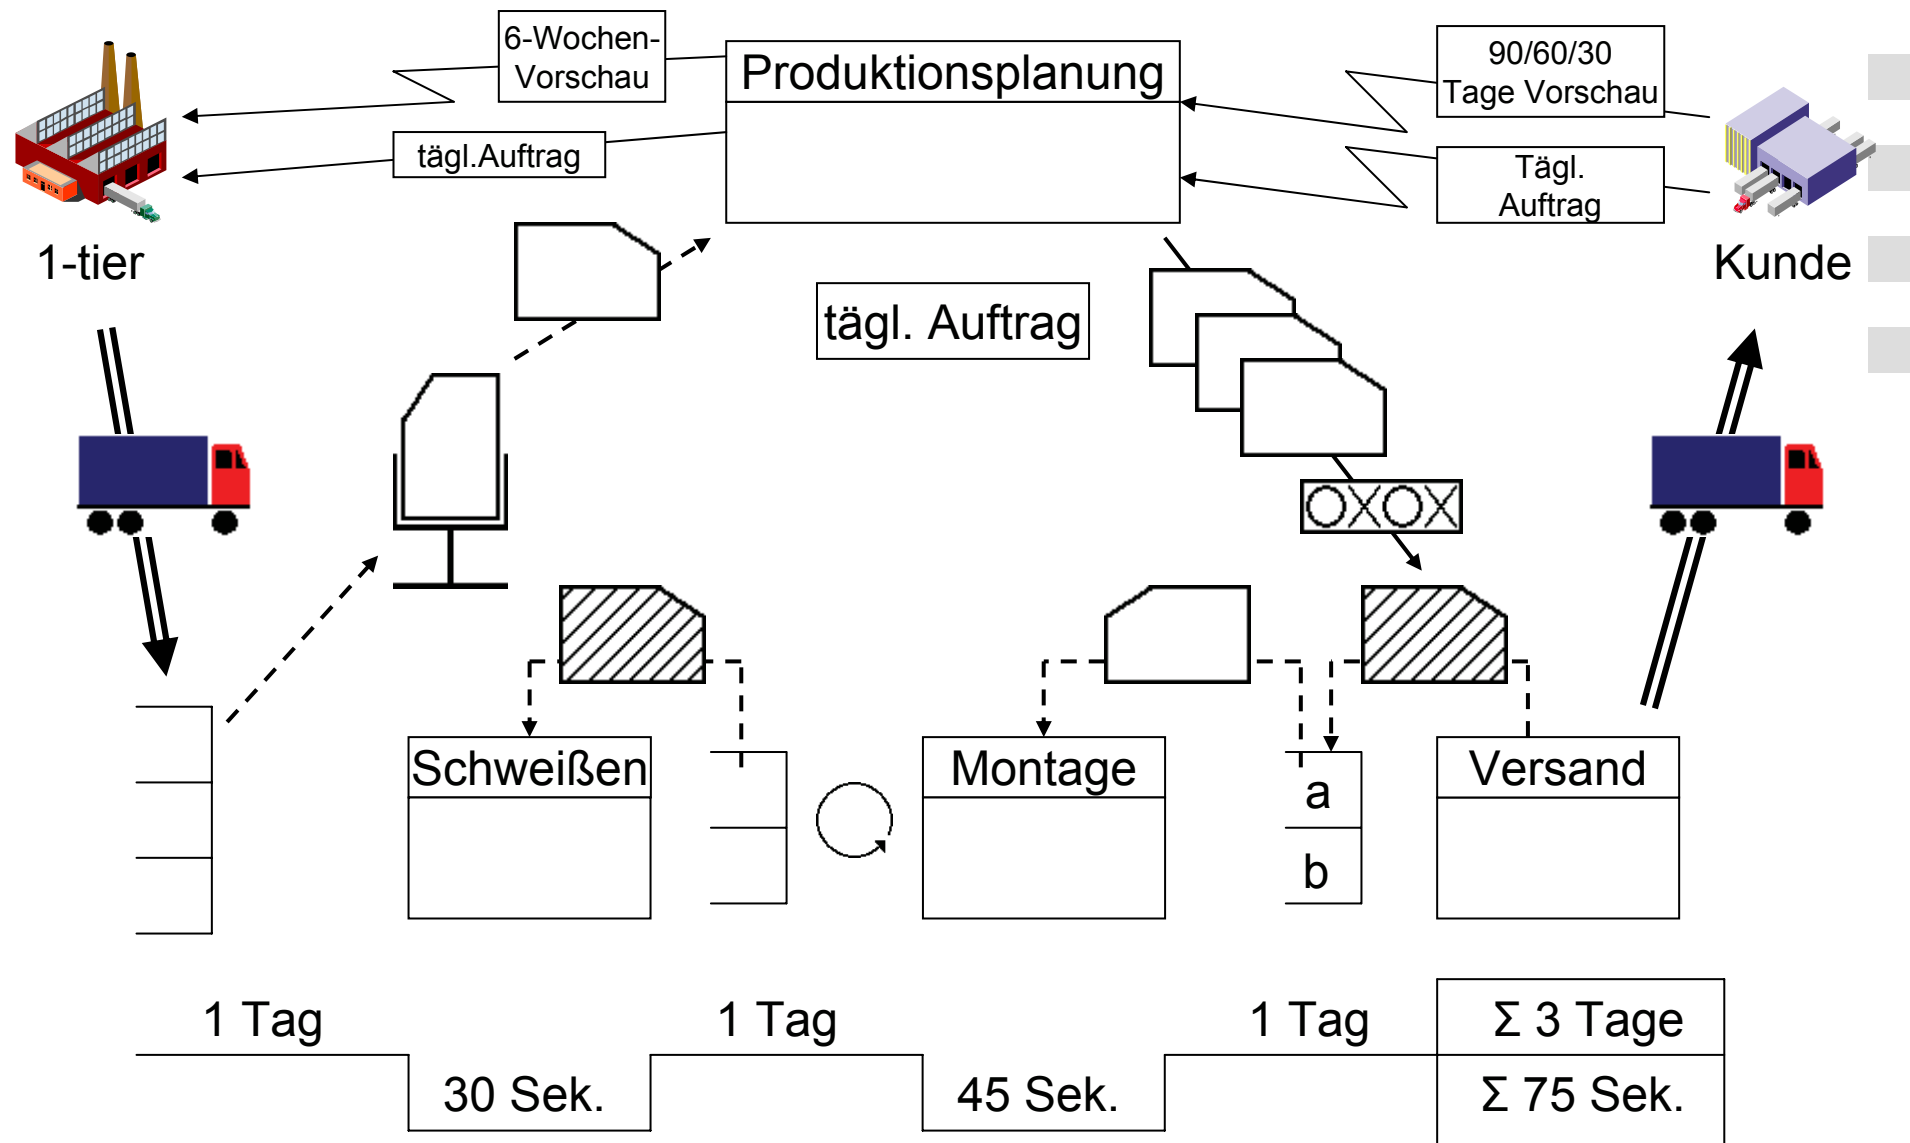 6-Wochen-
Vorschau
Produktionsplanung
90/60/30
Tage Vorschau
tägl.Auftrag
Tägl.
Auftrag
1-tier
Kunde
tägl. Auftrag
Schweißen
Montage
a
b
Versand
1 Tag
1 Tag
1 Tag
Σ 3 Tage
30 Sek.
45 Sek.
Σ 75 Sek.